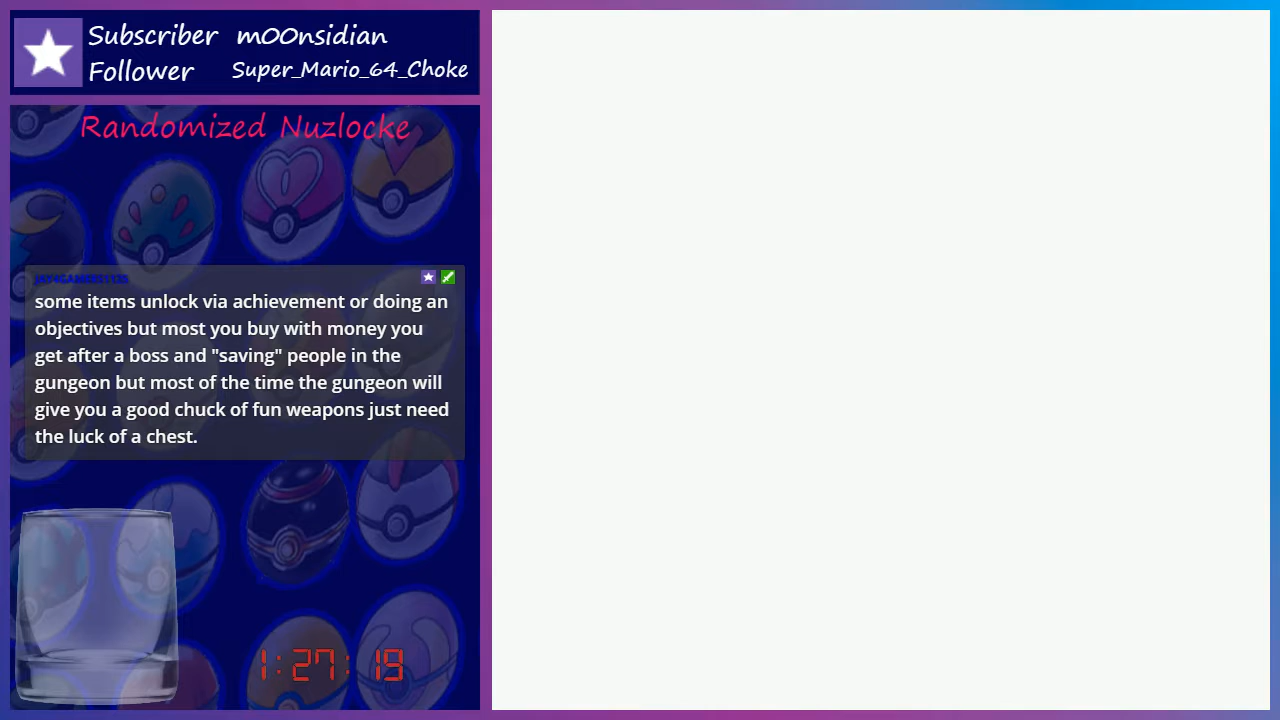 Subscriber mOOnsidian
Follower Super_Mario_64_Choke
Randomized Nuzlocke
some items unlock via achievement or doing an
objectives but most you buy with money you
get after a boss and "saving" people in the
gungeon but most of the time the gungeon will
give you a good chuck of fun weapons just need
the luck of a chest.
1:27:19